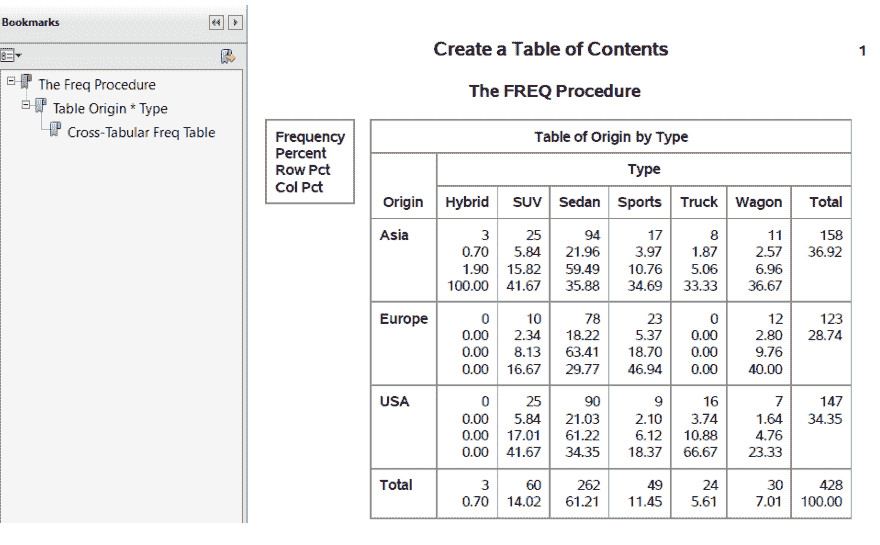 Bookmarks
The Freq Procedure
Table Origin * Type
Cross-Tabular Freq Table
Create a Table of Contents 1
The FREQ Procedure
Frequency
Percent
Row Pct
Col Pct
Table of Origin by Type
Type
Origin Hybrid SUV Sedan Sports Truck Wagon Total
Asia 3 25 94 17 8 11 158
0.70 5.84 21.96 3.97 1.87 2.57 36.92
1.90 15.82 59.49 10.76 5.06 6.96
100.00 41.67 35.88 34.69 33.33 36.67
Europe 0 10 78 23 0 12 123
0.00 2.34 18.22 5.37 0.00 2.80 28.74
0.00 8.13 63.41 18.70 0.00 9.76
0.00 16.67 29.77 46.94 0.00 40.00
USA 0 25 90 9 16 7 147
0.00 5.84 21.03 2.10 3.74 1.64 34.35
0.00 17.01 61.22 6.12 10.88 4.76
0.00 41.67 34.35 18.37 66.67 23.33
Total 3 60 262 49 24 30 428
0.70 14.02 61.21 11.45 5.61 7.01 100.00